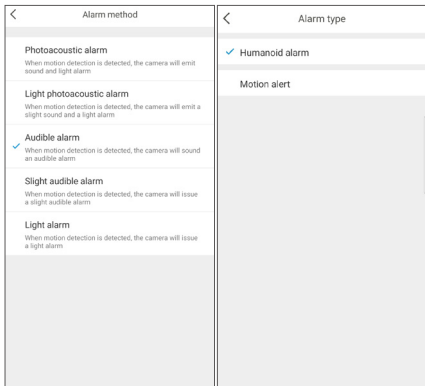 Alarm method
Photoacoustic alarm
When motion detection is detected, the camera will emit
sound and light alarm
Light photoacoustic alarm
When motion detection is detected, the camera will emit a
slight sound and a light alarm
Audible alarm
When motion detection is detected, the camera will sound
an audible alarm
Slight audible alarm
When motion detection is detected, the camera will issue
a slight audible alarm
Light alarm
When motion detection is detected, the camera will issue
a light alarm
Alarm type
Humanoid alarm
Motion alert